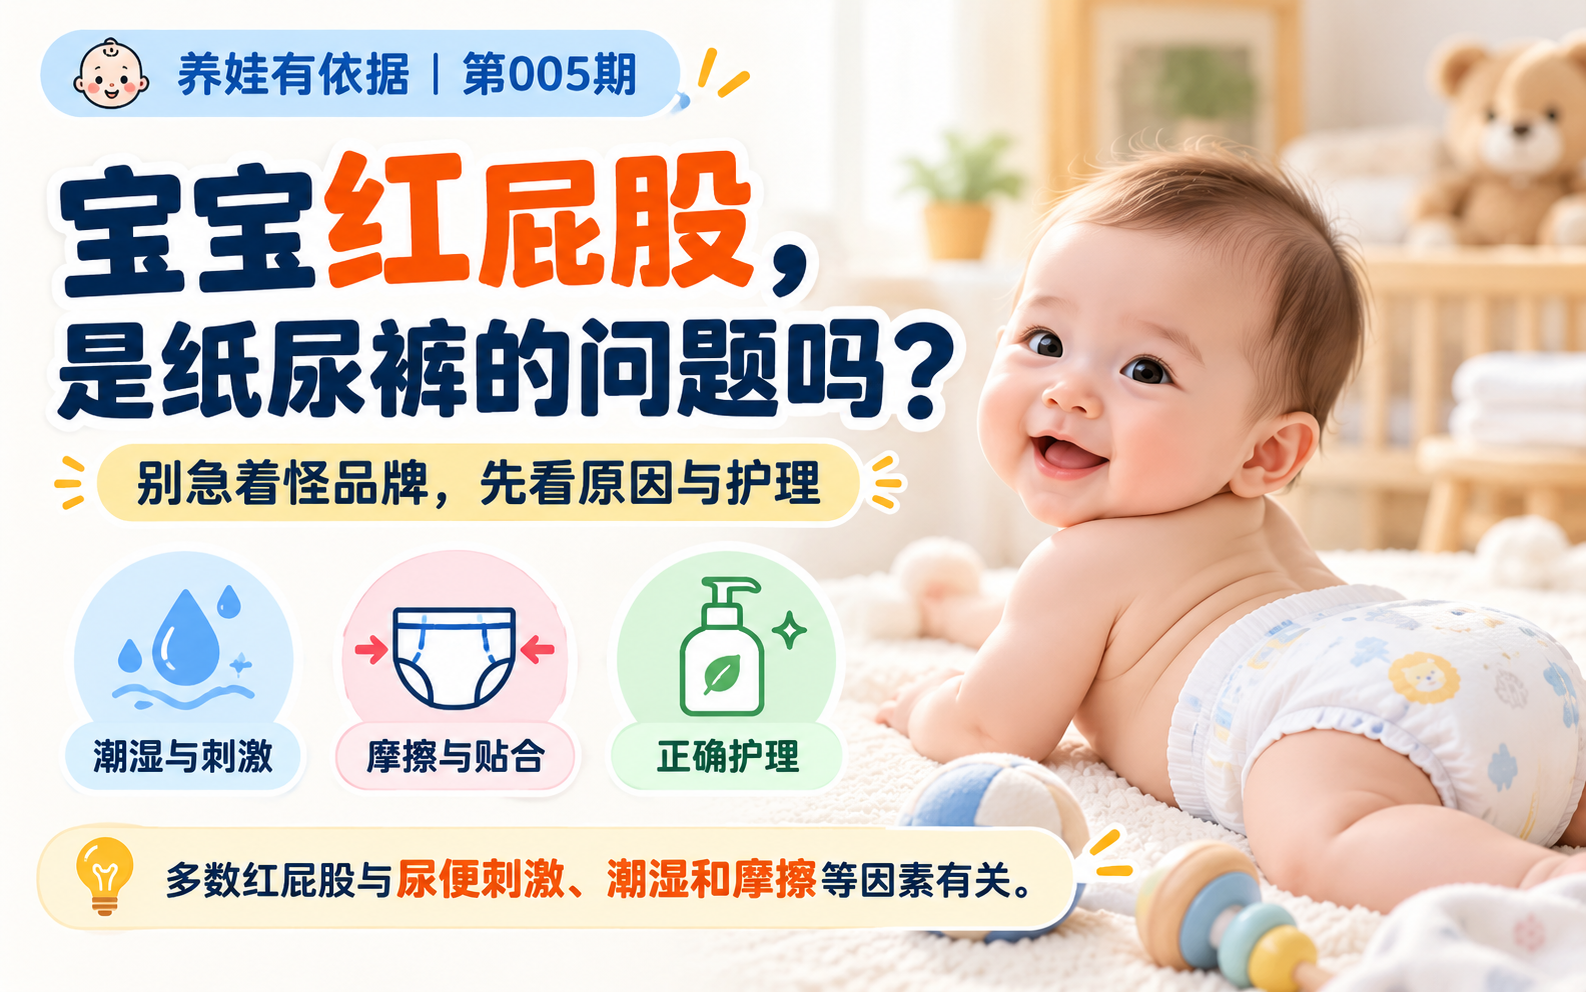 养娃有依据｜第005期
宝宝红屁股，
是纸尿裤的问题吗？
别急着怪品牌，先看原因与护理
潮湿与刺激
摩擦与贴合
正确护理
多数红屁股与尿便刺激、潮湿和摩擦等因素有关。